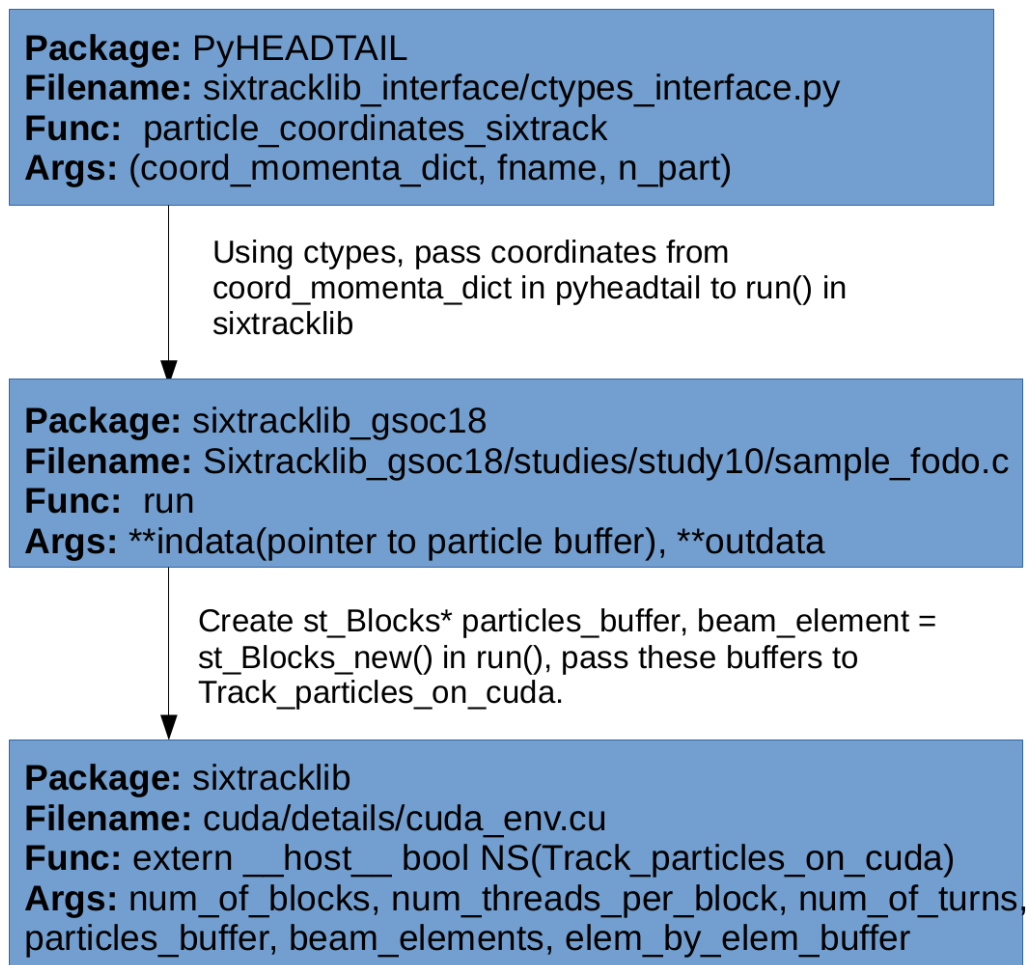 Package: PyHEADTAIL
Filename: sixtracklib_interface/ctypes_interface.py
Func:  particle_coordinates_sixtrack
Args: (coord_momenta_dict, fname, n_part)
Using ctypes, pass coordinates from
coord_momenta_dict in pyheadtail to run() in
sixtracklib
Package: sixtracklib_gsoc18
Filename: Sixtracklib_gsoc18/studies/study10/sample_fodo.c
Func:  run
Args: **indata(pointer to particle buffer), **outdata
Create st_Blocks* particles_buffer, beam_element =
st_Blocks_new() in run(), pass these buffers to
Track_particles_on_cuda.
Package: sixtracklib
Filename: cuda/details/cuda_env.cu
Func: extern __host__ bool NS(Track_particles_on_cuda)
Args: num_of_blocks, num_threads_per_block, num_of_turns,
particles_buffer, beam_elements, elem_by_elem_buffer